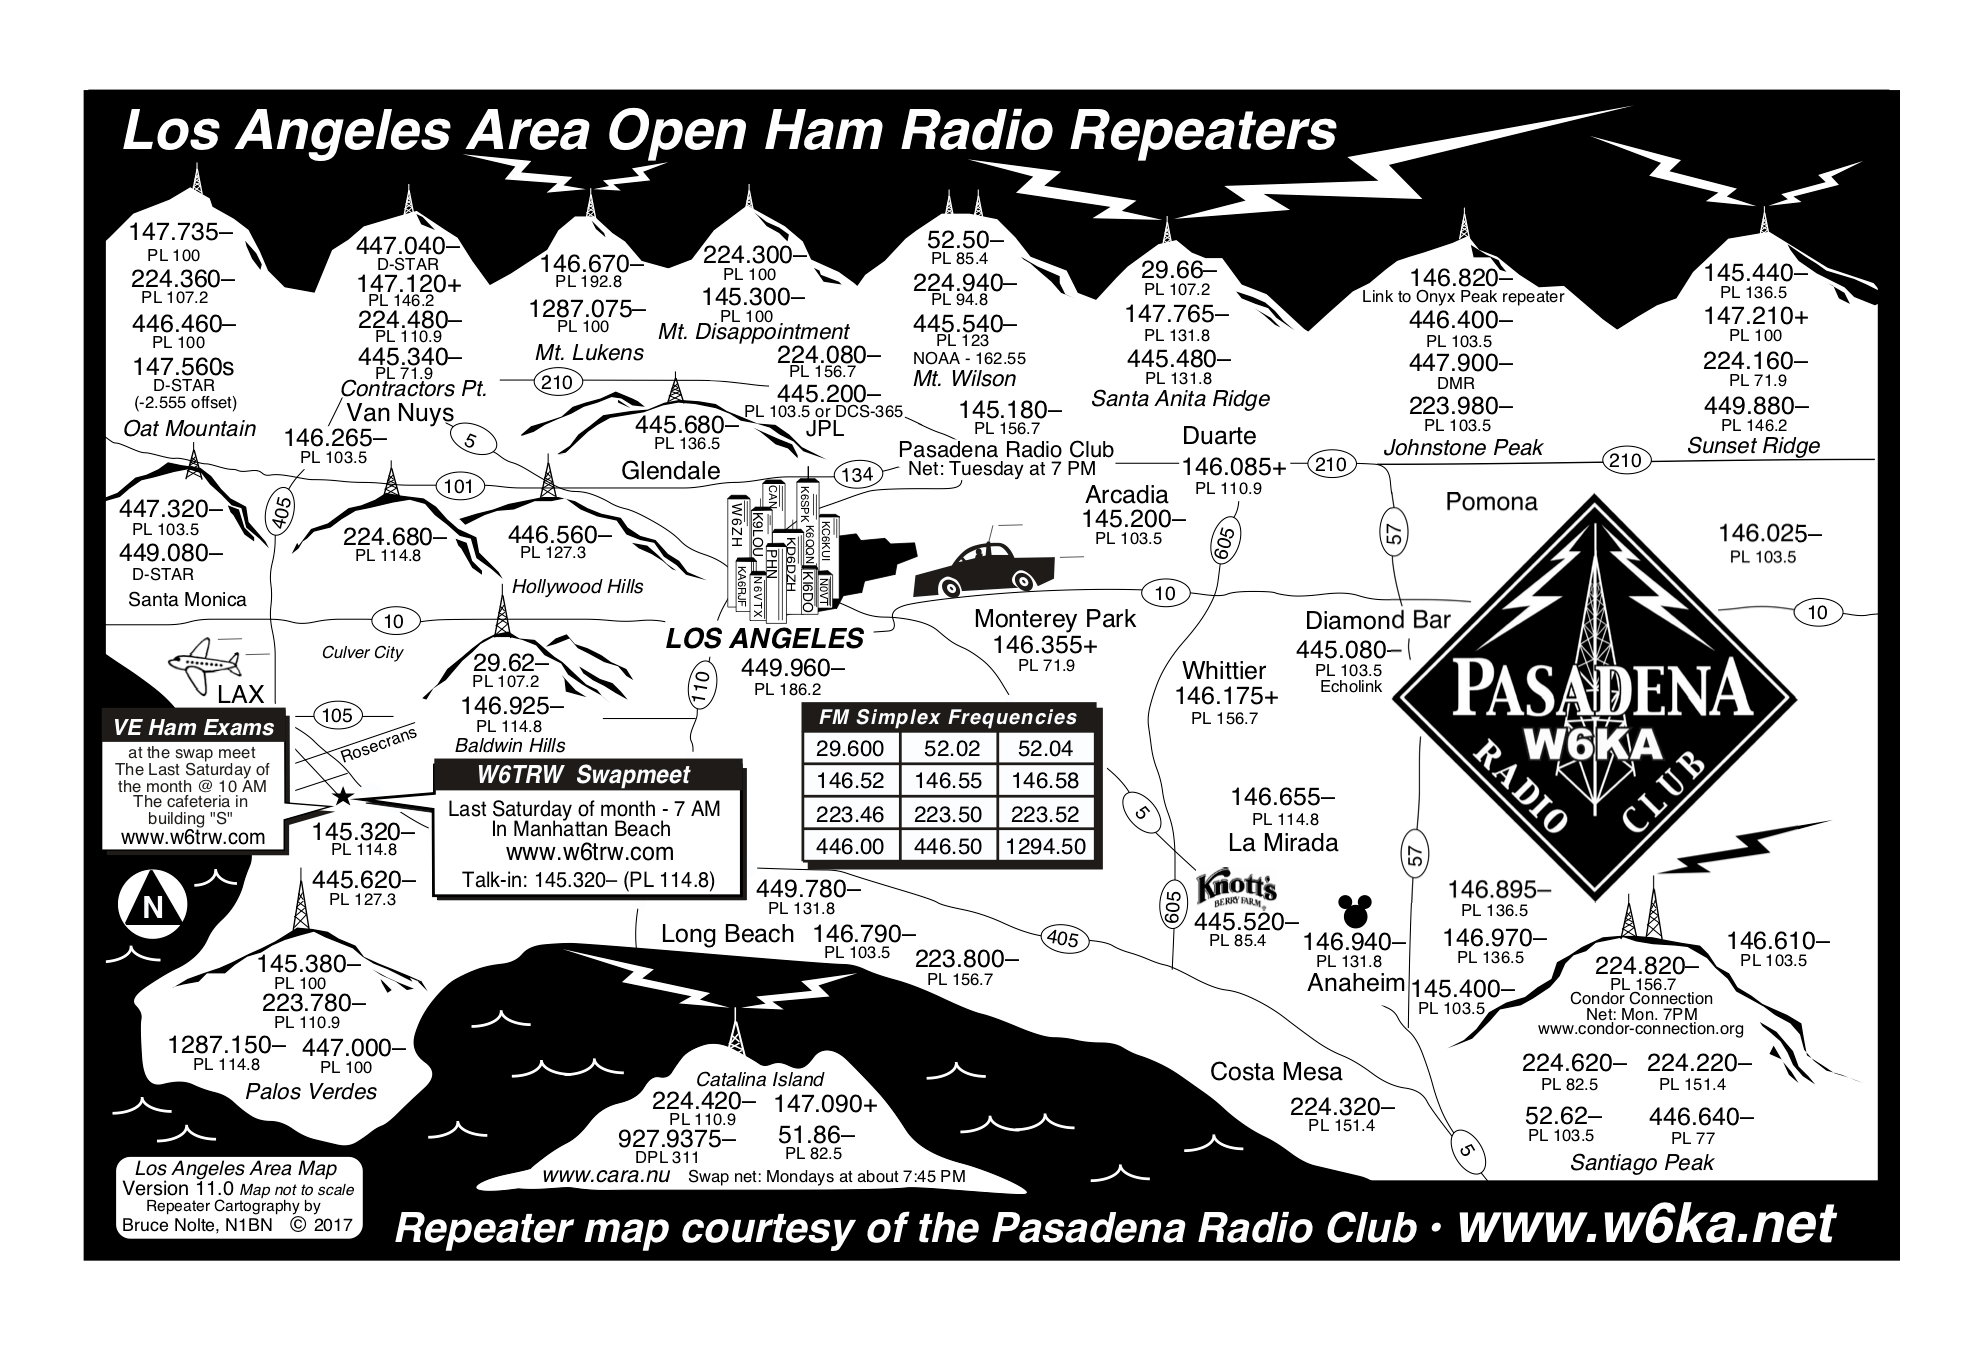 Los Angeles Area Open Ham Radio Repeaters
147.735–
PL 100
224.360–
PL 107.2
446.460–
PL 100
147.560s
D-STAR
(-2.555 offset)
Oat Mountain
447.040–
D-STAR
147.120+
PL 146.2
224.480–
PL 110.9
445.340–
PL 71.9
Contractors Pt.
146.670–
PL 192.8
1287.075–
PL 100
Mt. Lukens
224.300–
PL 100
145.300–
PL 100
Mt. Disappointment
224.080–
PL 156.7
445.200–
PL 103.5 or DCS-365
JPL
52.50–
PL 85.4
224.940–
PL 94.8
445.540–
PL 123
NOAA - 162.55
Mt. Wilson
145.180–
PL 156.7
Pasadena Radio Club
Net: Tuesday at 7 PM
29.66–
PL 107.2
147.765–
PL 131.8
445.480–
PL 131.8
Santa Anita Ridge
146.820–
Link to Onyx Peak repeater
446.400–
PL 103.5
447.900–
DMR
223.980–
PL 103.5
Johnstone Peak
145.440–
PL 136.5
147.210+
PL 100
224.160–
PL 71.9
449.880–
PL 146.2
Sunset Ridge
210
Van Nuys
146.265–
PL 103.5
5
445.680–
PL 136.5
Glendale
134
101
405
Duarte
146.085+
PL 110.9
210
210
Arcadia
145.200–
PL 103.5
605
57
Pomona
146.025–
PL 103.5
447.320–
PL 103.5
449.080–
D-STAR
Santa Monica
224.680–
PL 114.8
446.560–
PL 127.3
Hollywood Hills
W6ZH
K9LOU
CAN
K6SPK
K6QQN
KC6KUI
KD6DZH
PHN
KA6RJF
N6VTX
KI6DO
N0VT
LOS ANGELES
449.960–
PL 186.2
10
10
10
Culver City
LAX
29.62–
PL 107.2
146.925–
PL 114.8
Baldwin Hills
110
105
Rosecrans
Monterey Park
146.355+
PL 71.9
Diamond Bar
445.080–
PL 103.5
Echolink
Whittier
146.175+
PL 156.7
PASADENA
W6KA
RADIO CLUB
VE Ham Exams
at the swap meet
The Last Saturday of
the month @ 10 AM
The cafeteria in
building "S"
www.w6trw.com
W6TRW Swapmeet
Last Saturday of month - 7 AM
In Manhattan Beach
www.w6trw.com
Talk-in: 145.320– (PL 114.8)
FM Simplex Frequencies
29.600 52.02 52.04
146.52 146.55 146.58
223.46 223.50 223.52
446.00 446.50 1294.50
145.320–
PL 114.8
445.620–
PL 127.3
5
146.655–
PL 114.8
La Mirada
57
605
Knott's
BERRY FARM®
445.520–
PL 85.4
146.940–
PL 131.8
Anaheim
449.780–
PL 131.8
Long Beach
146.790–
PL 103.5
223.800–
PL 156.7
405
146.895–
PL 136.5
146.970–
PL 136.5
145.400–
PL 103.5
146.610–
PL 103.5
224.820–
PL 156.7
Condor Connection
Net: Mon. 7PM
www.condor-connection.org
224.620–
PL 82.5
224.220–
PL 151.4
52.62–
PL 103.5
446.640–
PL 77
Santiago Peak
N
145.380–
PL 100
223.780–
PL 110.9
1287.150–
PL 114.8
447.000–
PL 100
Palos Verdes
Catalina Island
224.420–
PL 110.9
147.090+
927.9375–
DPL 311
51.86–
PL 82.5
www.cara.nu Swap net: Mondays at about 7:45 PM
Costa Mesa
224.320–
PL 151.4
5
Los Angeles Area Map
Version 11.0 Map not to scale
Repeater Cartography by
Bruce Nolte, N1BN © 2017
Repeater map courtesy of the Pasadena Radio Club • www.w6ka.net